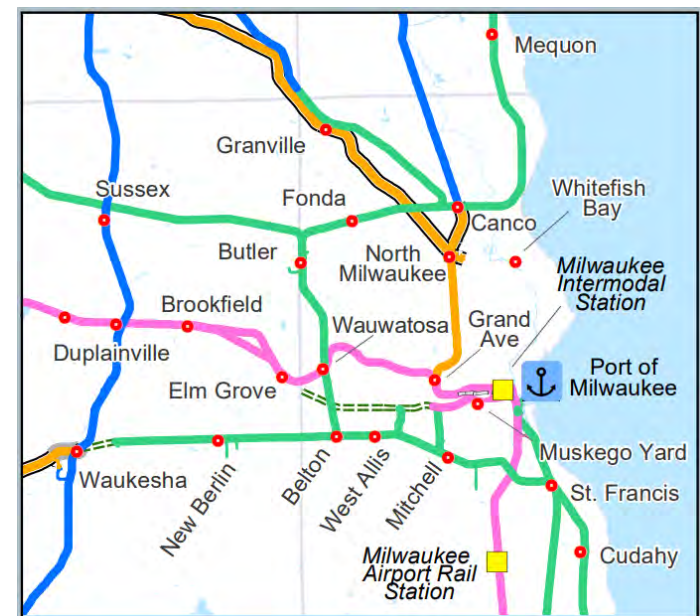 Mequon
Granville
Sussex
Fonda
Whitefish
Bay
Canco
Butler
North
Milwaukee
Milwaukee
Intermodal
Station
Brookfield
Wauwatosa
Grand
Ave
Duplainville
Elm Grove
Port of
Milwaukee
Muskego Yard
Waukesha
New Berlin
Belton
West Allis
Mitchell
St. Francis
Milwaukee
Airport Rail
Station
Cudahy